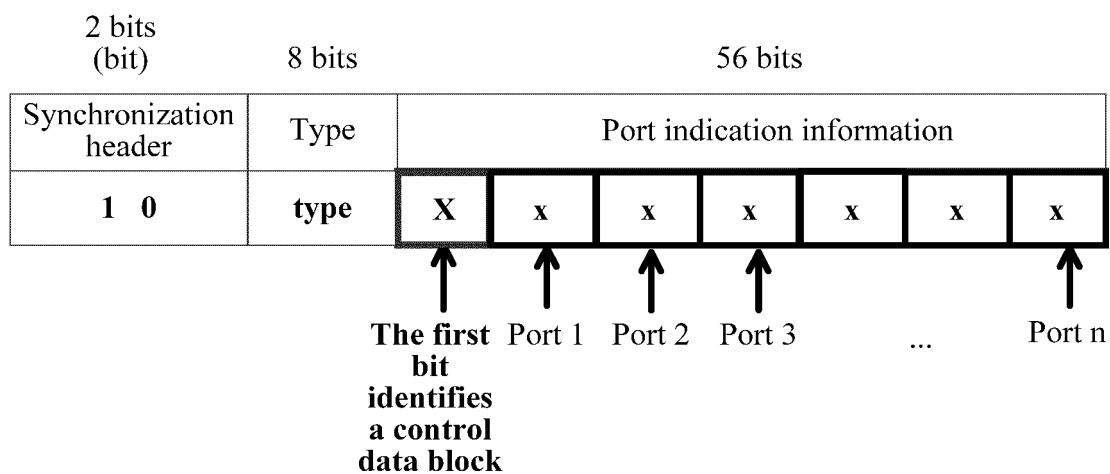 2 bits
(bit)
8 bits
56 bits
Synchronization
header
Type
Port indication information
1 0
type
X
x
x
x
x
x
x
The first
bit
identifies
a control
data block
Port 1
Port 2
Port 3
...
Port n